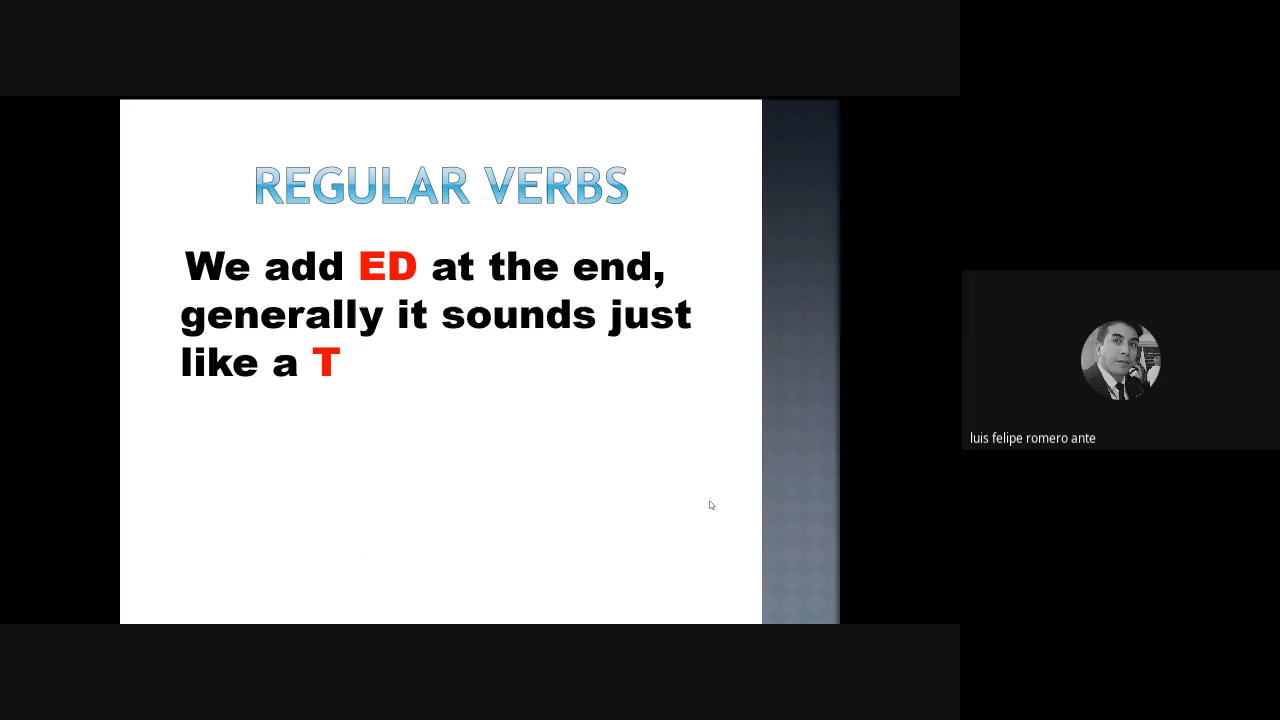 REGULAR VERBS
We add ED at the end,
generally it sounds just
like a T
luis felipe romero ante